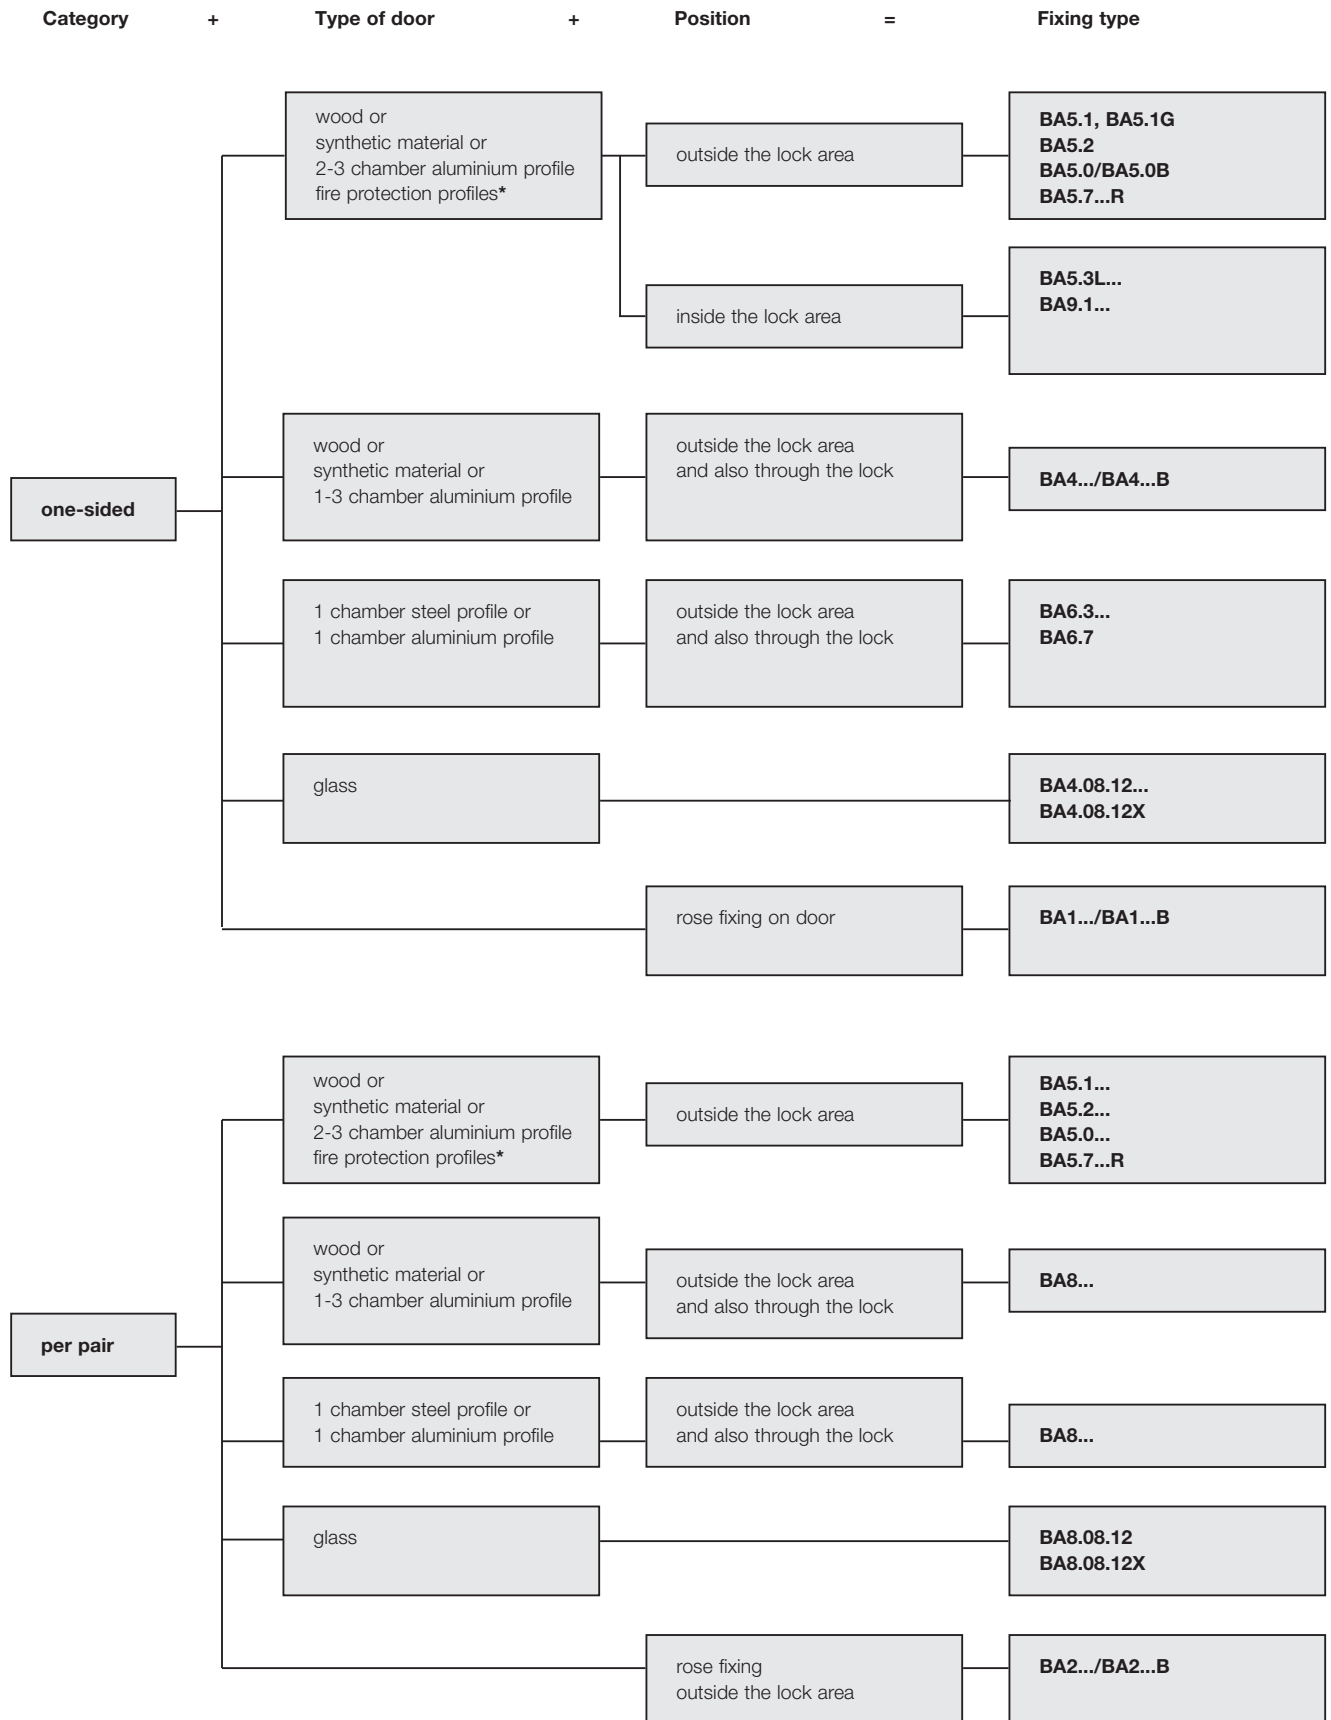 Category + Type of door + Position = Fixing type
wood or
synthetic material or
2-3 chamber aluminium profile
fire protection profiles*
outside the lock area
BA5.1, BA5.1G
BA5.2
BA5.0/BA5.0B
BA5.7...R
inside the lock area
BA5.3L...
BA9.1...
one-sided
wood or
synthetic material or
1-3 chamber aluminium profile
outside the lock area
and also through the lock
BA4.../BA4...B
1 chamber steel profile or
1 chamber aluminium profile
outside the lock area
and also through the lock
BA6.3...
BA6.7
glass
BA4.08.12...
BA4.08.12X
rose fixing on door
BA1.../BA1...B
wood or
synthetic material or
2-3 chamber aluminium profile
fire protection profiles*
outside the lock area
BA5.1...
BA5.2...
BA5.0...
BA5.7...R
per pair
wood or
synthetic material or
1-3 chamber aluminium profile
outside the lock area
and also through the lock
BA8...
1 chamber steel profile or
1 chamber aluminium profile
outside the lock area
and also through the lock
BA8...
glass
BA8.08.12
BA8.08.12X
rose fixing
outside the lock area
BA2.../BA2...B